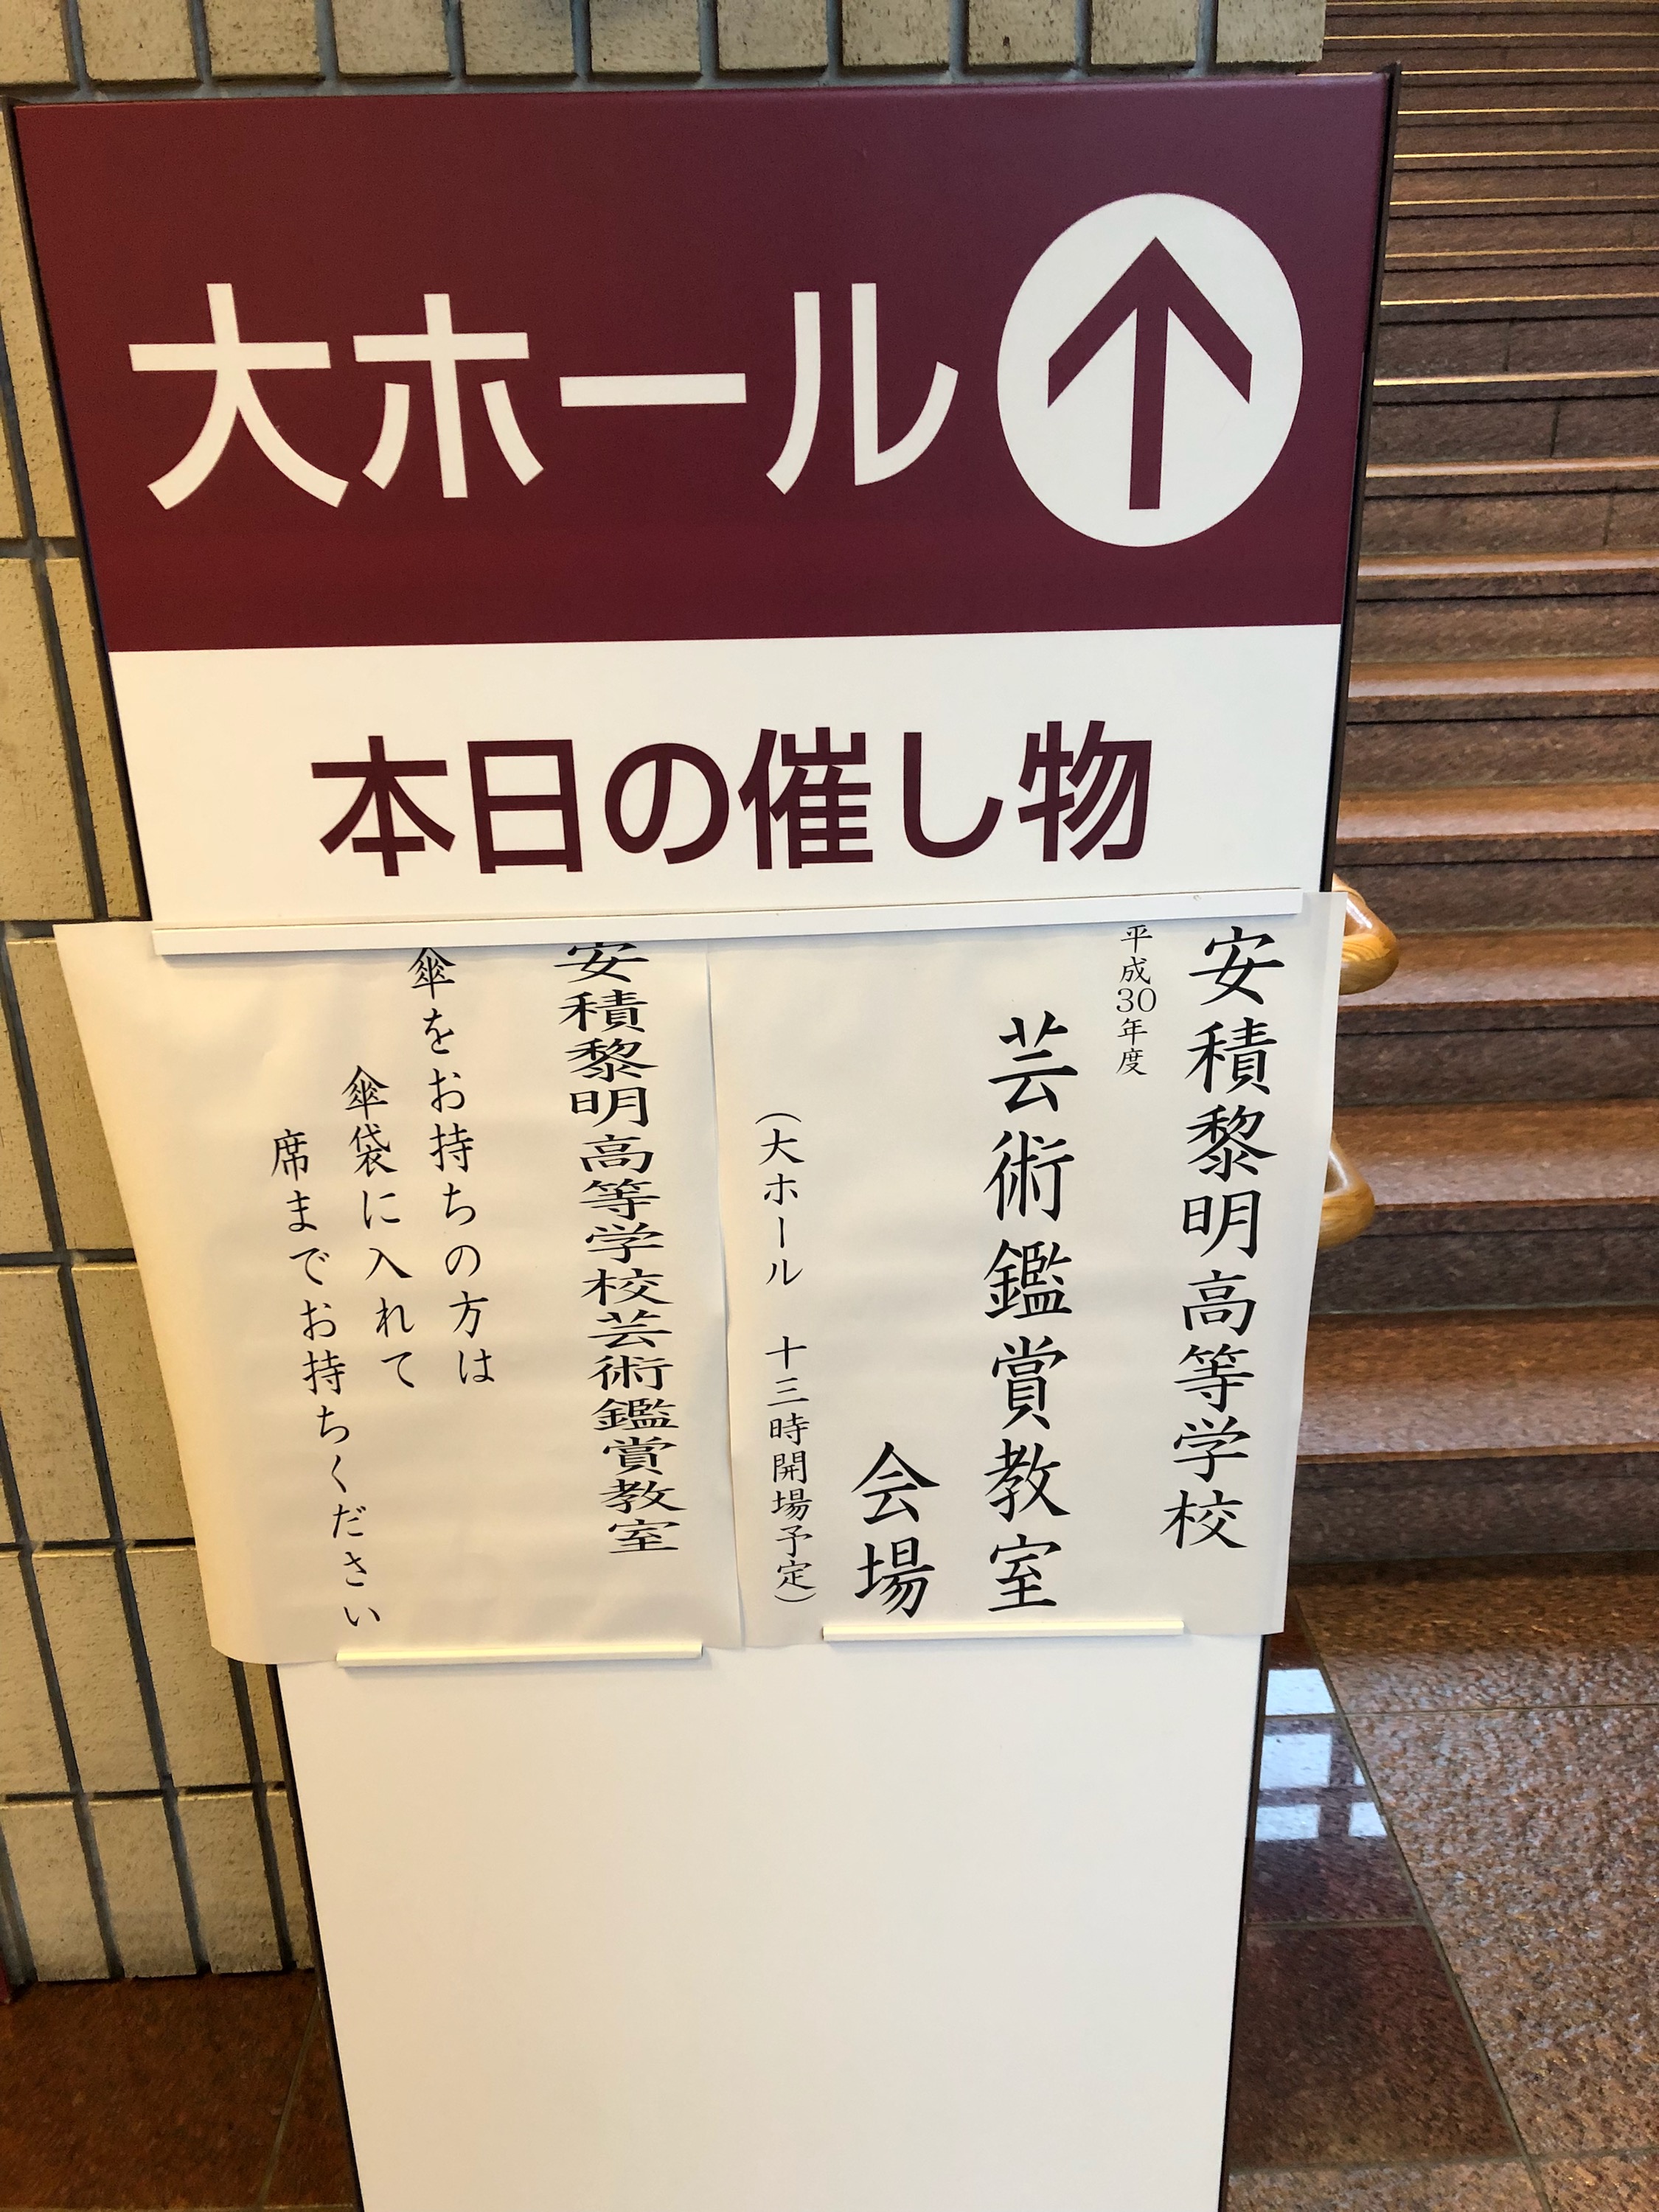 大ホール
本日の催し物
安積黎明高等学校
平成30年度
芸術鑑賞教室
会場
（大ホール　十三時開場予定）
安積黎明高等学校芸術鑑賞教室
傘をお持ちの方は
傘袋に入れて
席までお持ちください